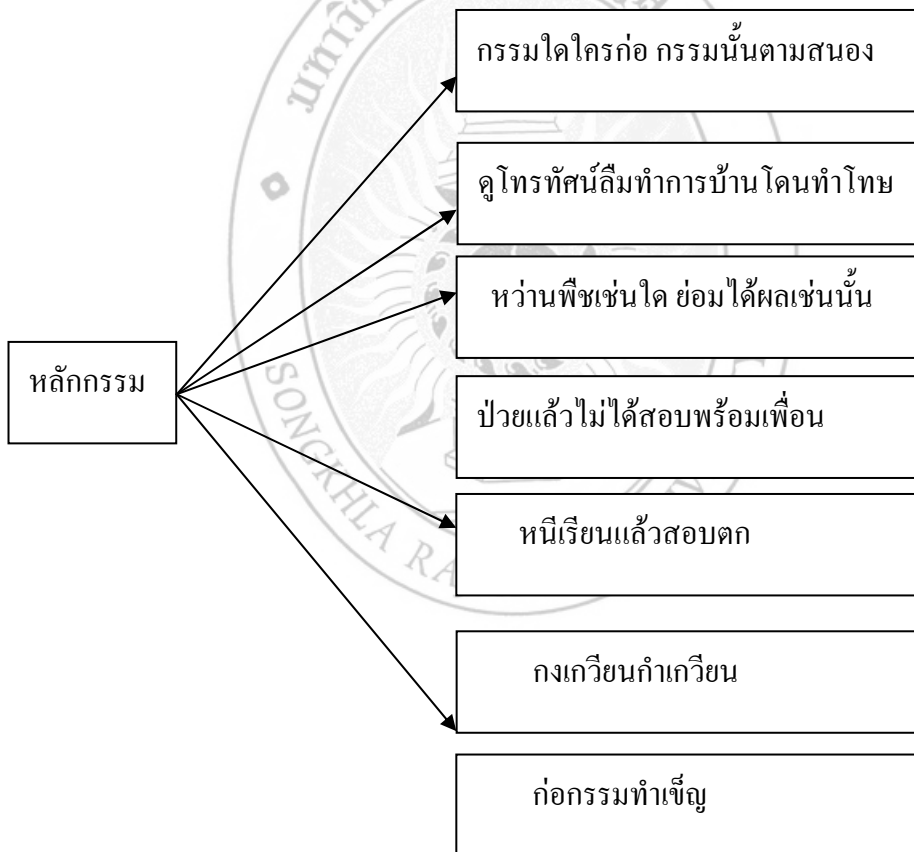 กรรมใดใครก่อ กรรมนั้นตามสนอง
ดูโทรทัศน์ลืมทำการบ้านโดนทำโทษ
หว่านพืชเช่นใด ย่อมได้ผลเช่นนั้น
หลักกรรม
ป่วยแล้วไม่ได้สอบพร้อมเพื่อน
หนีเรียนแล้วสอบตก
กงเกวียนกำเกวียน
ก่อกรรมทำเข็ญ
SONGKHLA RA